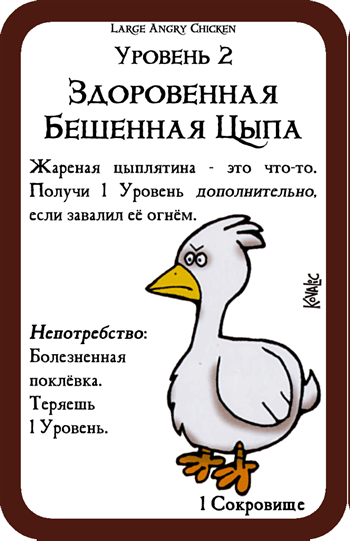 Large Angry Chicken
Уровень 2
Здоровенная
Бешенная Цыпа
Жареная цыплятина - это что-то.
Получи 1 Уровень дополнительно,
если завалил её огнём.
Непотребство:
Болезненная
поклёвка.
Теряешь
1 Уровень.
Kovalic
1 Сокровище